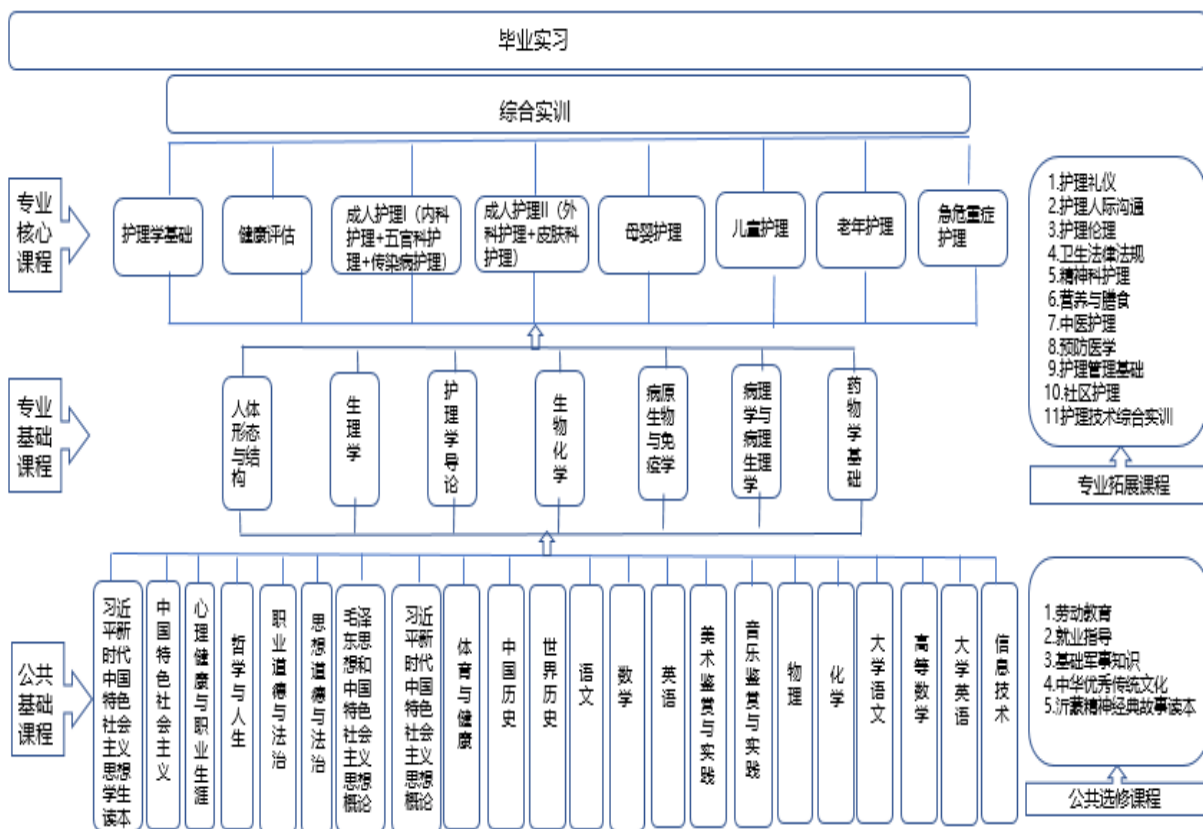 毕业实习
综合实训
专业
核心
课程
护理学基础
健康评估
成人护理I（内科
护理+五官科护
理+传染病护理）
成人护理II（外
科护理+皮肤科
护理）
母婴护理
儿童护理
老年护理
急危重症
护理
1.护理礼仪
2.护理人际沟通
3.护理伦理
4.卫生法律法规
5.精神科护理
6.营养与膳食
7.中医护理
8.预防医学
9.护理管理基础
10.社区护理
11护理技术综合实训
专业拓展课程
专业
基础
课程
人体
形态
与结
构
生理学
护理学导论
生物化学
病原
生物
与免
疫学
病理
学与
病理
生理
学
药物学基础
公共
基础
课程
习近
平新
时代
中国
特色
社会
主义
思想
学生
读本
中国特色社会主义
心理健康与职业生涯
哲学与人生
职业道德与法治
思想道德与法治
毛泽
东思
想和
中国
特色
社会
主义
思想
概论
习近
平新
时代
中国
特色
社会
主义
思想
概论
体育与健康
中国历史
世界历史
语文
数学
英语
美术鉴赏与实践
音乐鉴赏与实践
物理
化学
大学语文
高等数学
大学英语
信息技术
1.劳动教育
2.就业指导
3.基础军事知识
4.中华优秀传统文化
5.沂蒙精神经典故事读本
公共选修课程